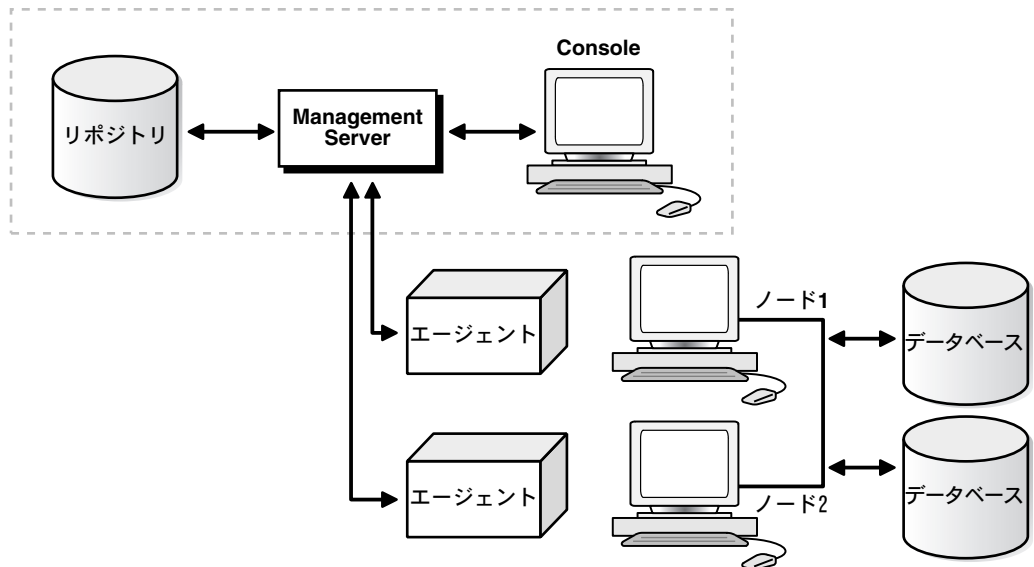 Console
リポジトリ
Management
Server
エージェント
ノード1
データベース
エージェント
ノード2
データベース